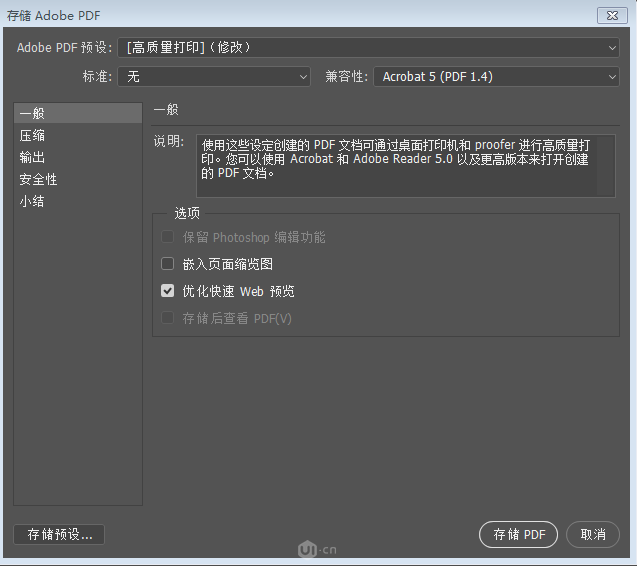 存储 Adobe PDF
Adobe PDF 预设: [高质量打印]（修改）
标准: 无 兼容性: Acrobat 5 (PDF 1.4)
一般
压缩
输出
安全性
小结
一般
说明: 使用这些设定创建的 PDF 文档可通过桌面打印机和 proofer 进行高质量打
印。您可以使用 Acrobat 和 Adobe Reader 5.0 以及更高版本来打开创建
的 PDF 文档。
选项
保留 Photoshop 编辑功能
嵌入页面缩览图
优化快速 Web 预览
存储后查看 PDF(V)
存储预设... 存储 PDF 取消
UI·cn